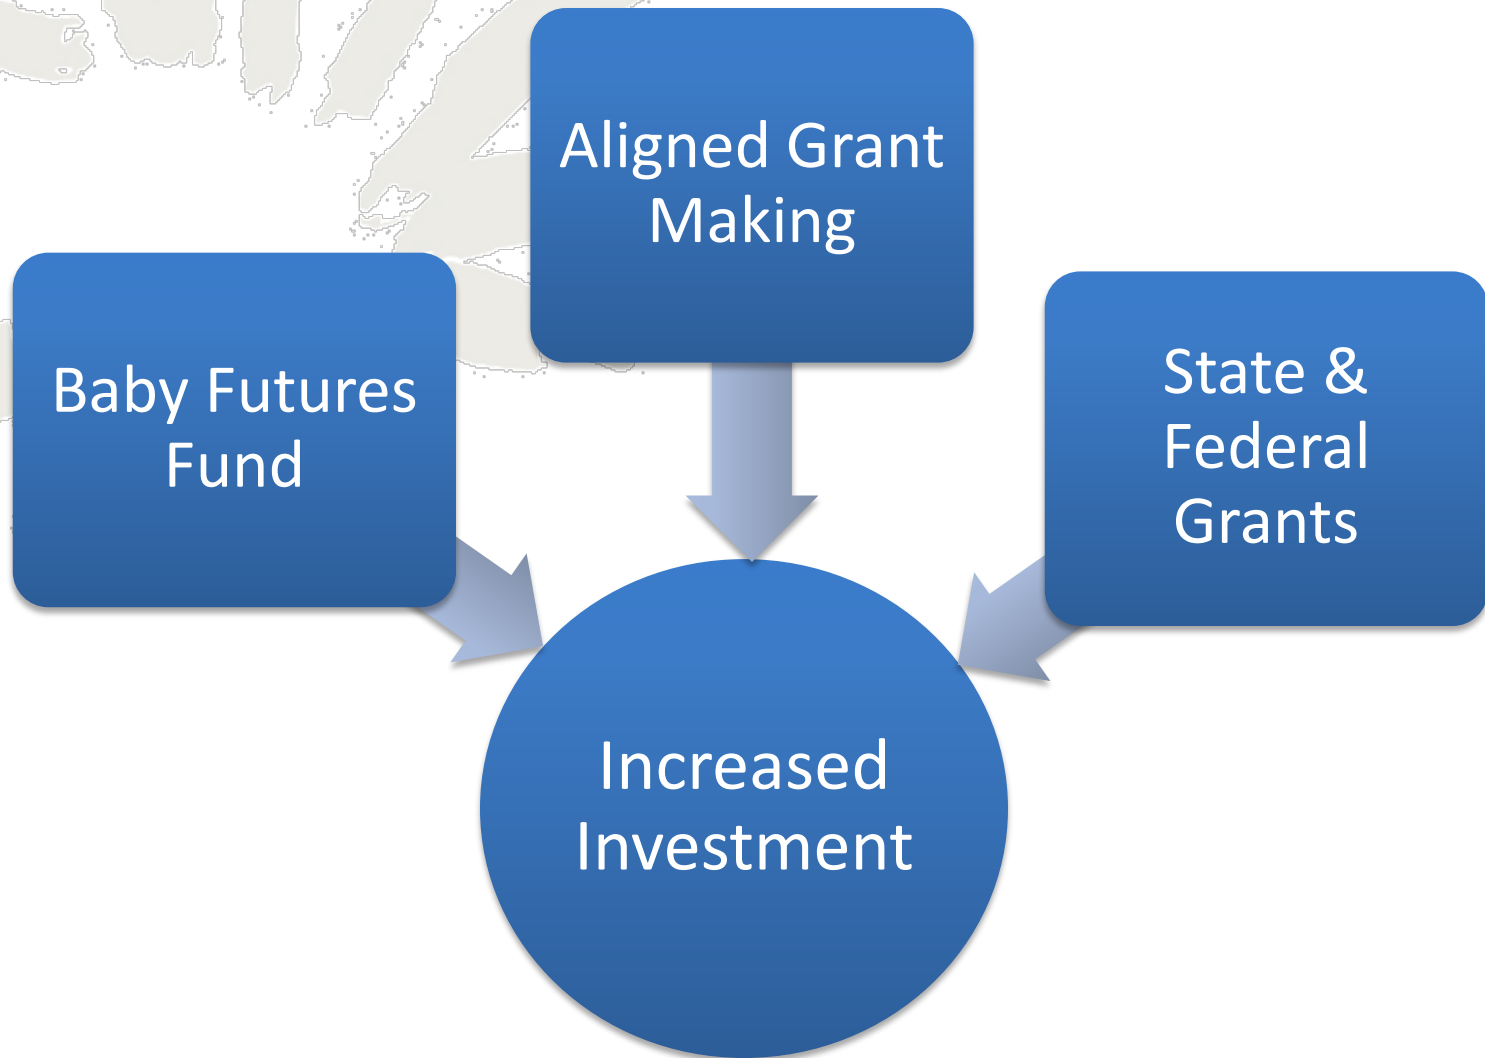 Aligned Grant
Making
Baby Futures
Fund
State &
Federal
Grants
Increased
Investment